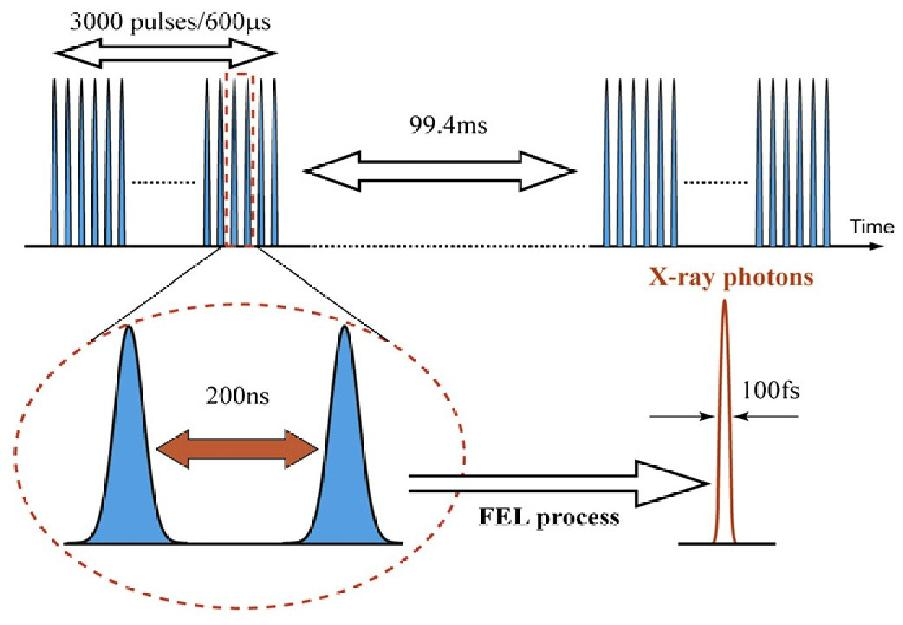 3000 pulses/600µs
99.4ms
Time
X-ray photons
200ns
100fs
FEL process